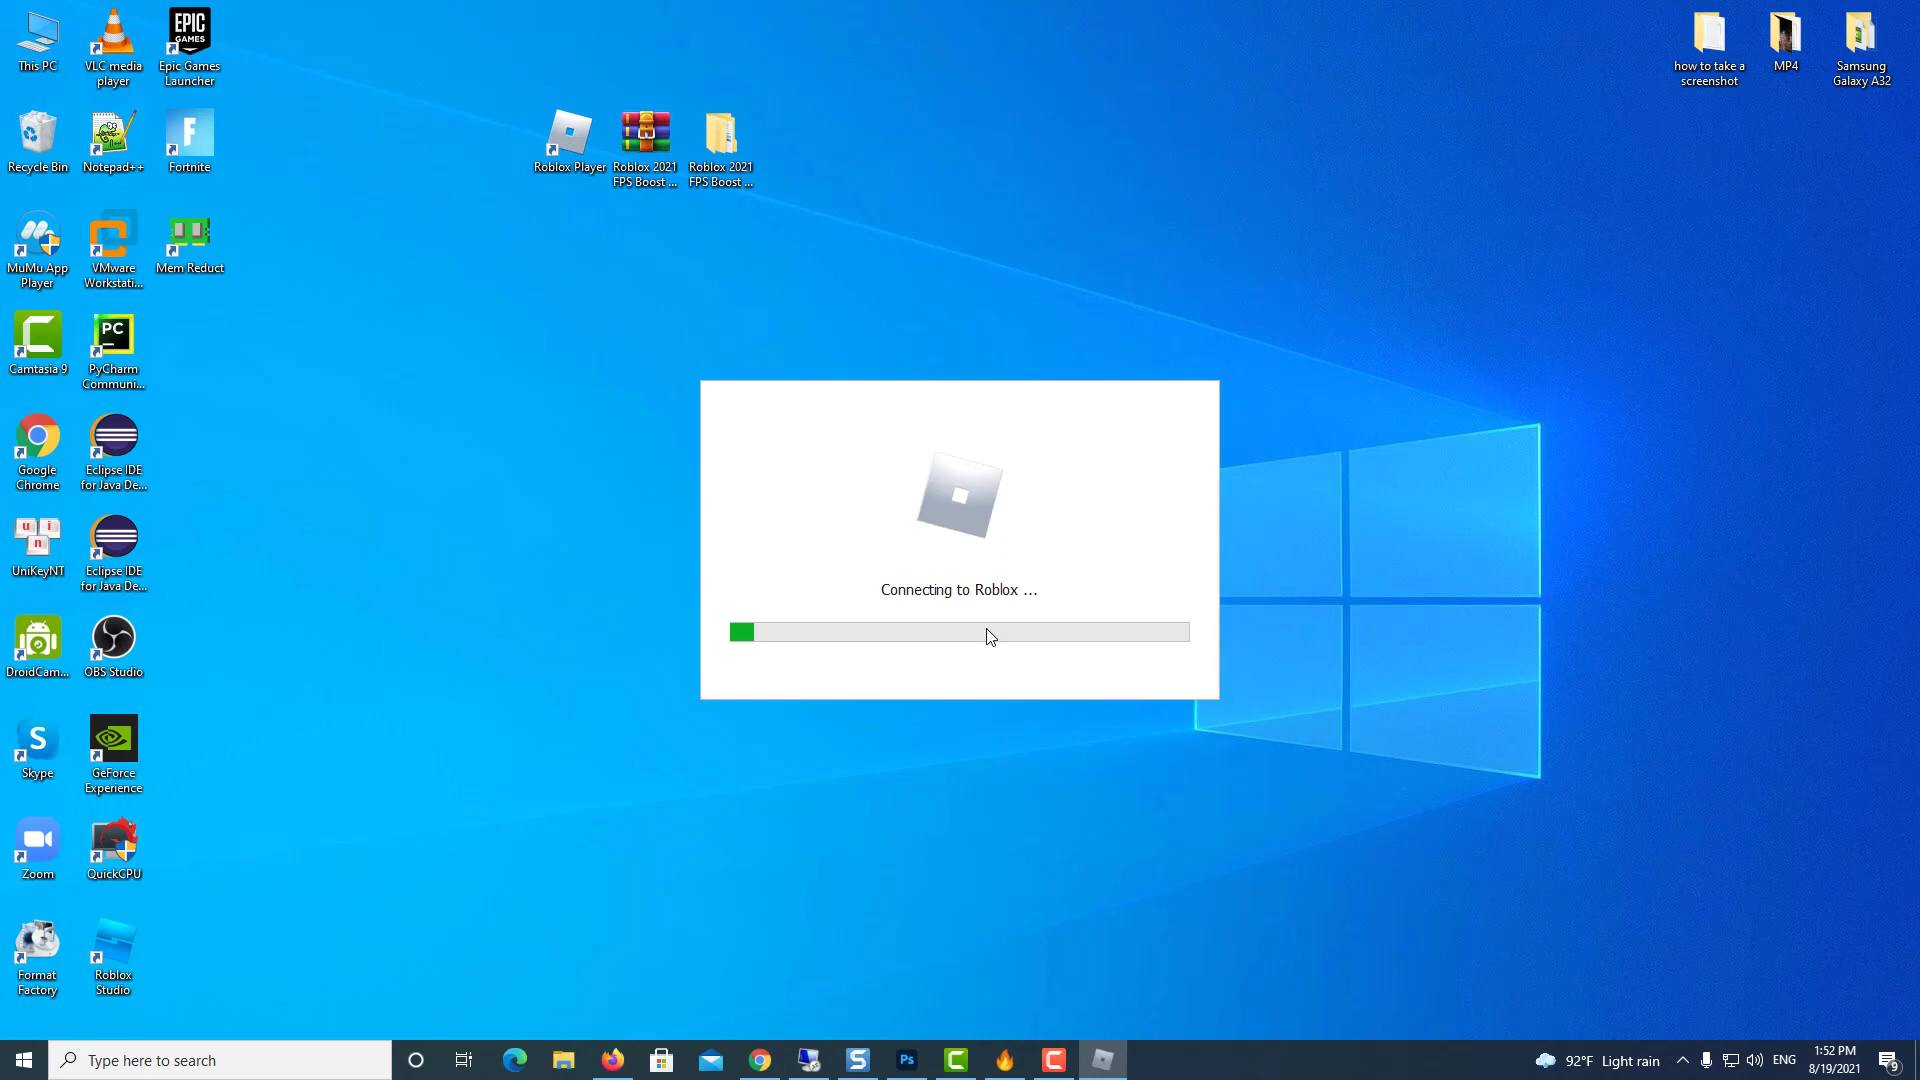 This PC
VLC media
player
EPIC
GAMES
Epic Games
Launcher
how to take a
screenshot
MP4
Samsung
Galaxy A32
Recycle Bin
Notepad++
F
Fortnite
Roblox Player
Roblox 2021
FPS Boost ...
Roblox 2021
FPS Boost ...
MuMu App
Player
VMware
Workstati...
Mem Reduct
Camtasia 9
PC
PyCharm
Communi...
Google
Chrome
Eclipse IDE
for Java De...
u i
n
UniKeyNT
Eclipse IDE
for Java De...
Connecting to Roblox ...
DroidCam...
OBS Studio
S
Skype
GeForce
Experience
Zoom
QuickCPU
Format
Factory
Roblox
Studio
Type here to search
S
Ps
92°F Light rain
ENG
1:52 PM
8/19/2021
9